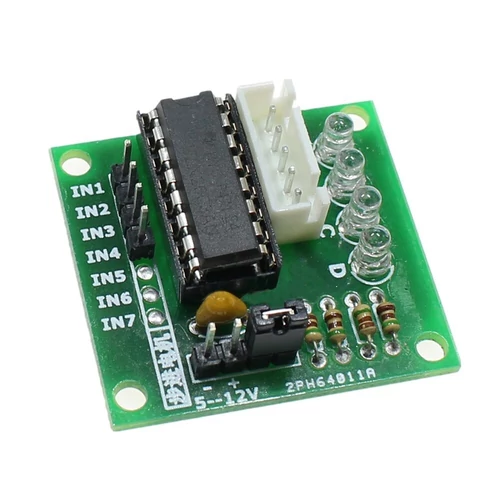 IN1
IN2
IN3
IN4
IN5
IN6
IN7
C
D
- +
5--12V
2PH64011A